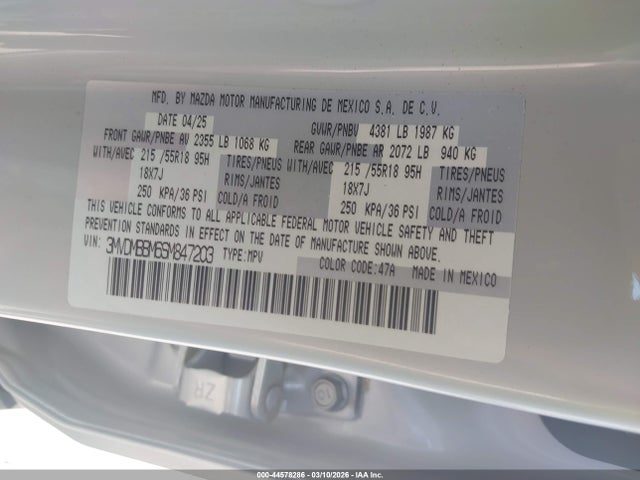 MFD. BY MAZDA MOTOR MANUFACTURING DE MEXICO S.A. DE C.V.
DATE 04/25 GVWR/PNBV 4381 LB 1987 KG
FRONT GAWR/PNBE AV 2355 LB 1068 KG REAR GAWR/PNBE AR 2072 LB 940 KG
WITH/AVEC 215 /55R18 95H TIRES/PNEUS WITH/AVEC 215 /55R18 95H TIRES/PNEUS
18X7J RIMS/JANTES 18X7J RIMS/JANTES
250 KPA/36 PSI COLD/A FROID 250 KPA/36 PSI COLD/A FROID
THIS VEHICLE CONFORMS TO ALL APPLICABLE FEDERAL MOTOR VEHICLE SAFETY AND THEFT
PREVENTION STANDARDS IN EFFECT ON THE DATE OF MANUFACTURE SHOWN ABOVE.
VIN: 3MVDMBBM6SM847203 TYPE:MPV
COLOR CODE:47A MADE IN MEXICO
ZR
10
000-44578286 - 03/10/2026 - IAA Inc.